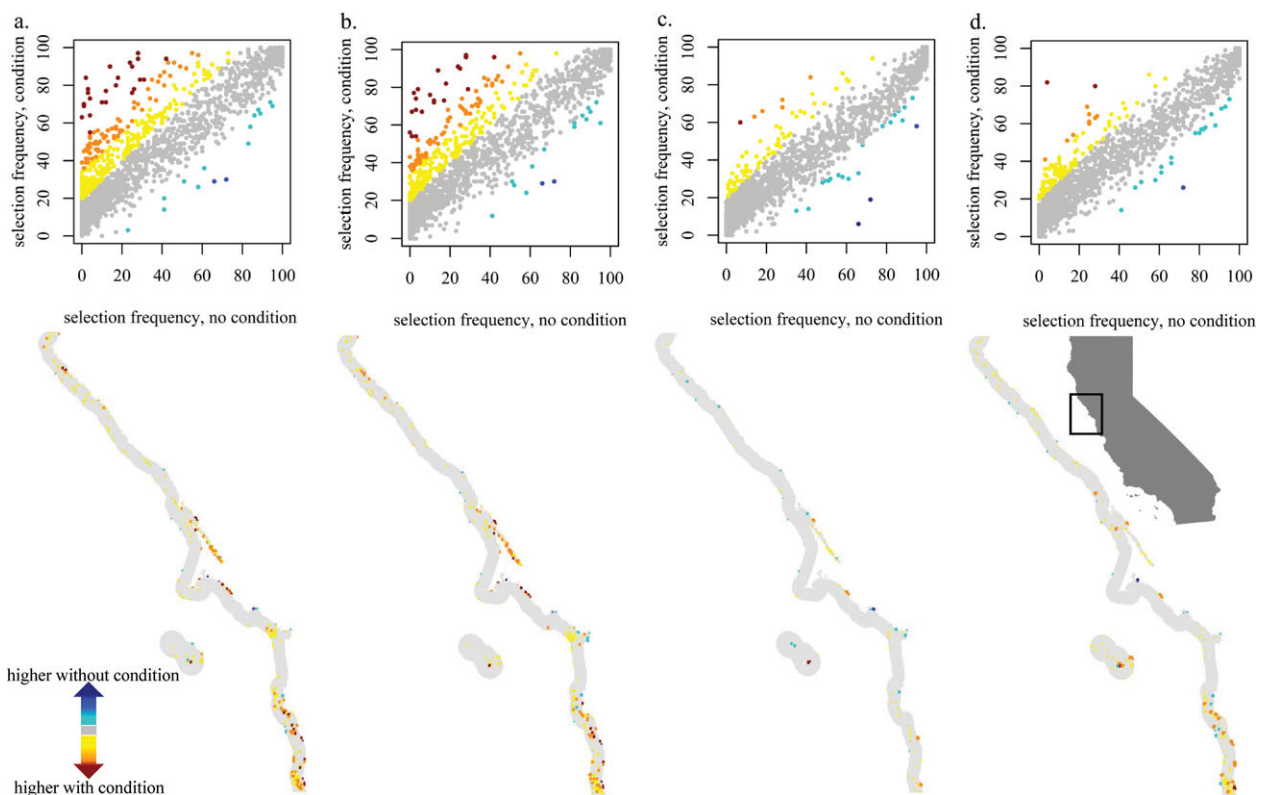 a.
b.
c.
d.
selection frequency, condition
0 20 40 60 80 100
0 20 40 60 80 100
selection frequency, no condition
selection frequency, condition
0 20 40 60 80 100
0 20 40 60 80 100
selection frequency, no condition
selection frequency, condition
0 20 40 60 80 100
0 20 40 60 80 100
selection frequency, no condition
selection frequency, condition
0 20 40 60 80 100
0 20 40 60 80 100
selection frequency, no condition
higher without condition
higher with condition